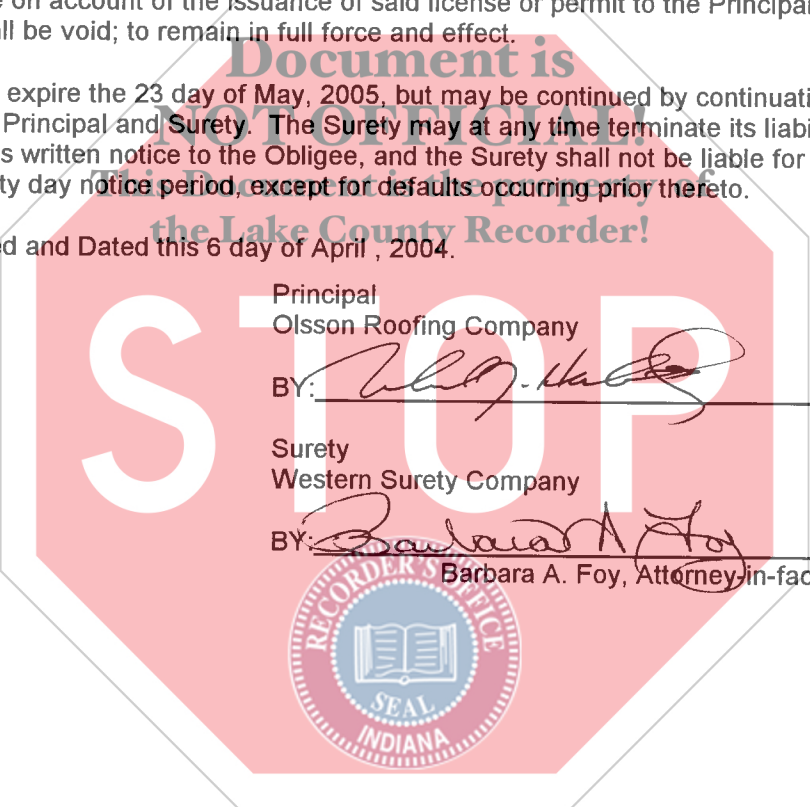 on account of the issuance of said license or permit to the Principal
ll be void; to remain in full force and effect.
Document is
expire the 23 day of May, 2005, but may be continued by continuati
NOT OFFICIAL!
Principal and Surety. The Surety may at any time terminate its liabi
s written notice to the Obligee, and the Surety shall not be liable for
This Document is the property of
ty day notice period, except for defaults occurring prior thereto.
the Lake County Recorder!
ed and Dated this 6 day of April , 2004.
Principal
Olsson Roofing Company
BY:
STOP
Surety
Western Surety Company
BY: Barbara A Foy
Barbara A. Foy, Attorney-in-fac
RECORDER'S OFFICE
SEAL
INDIANA